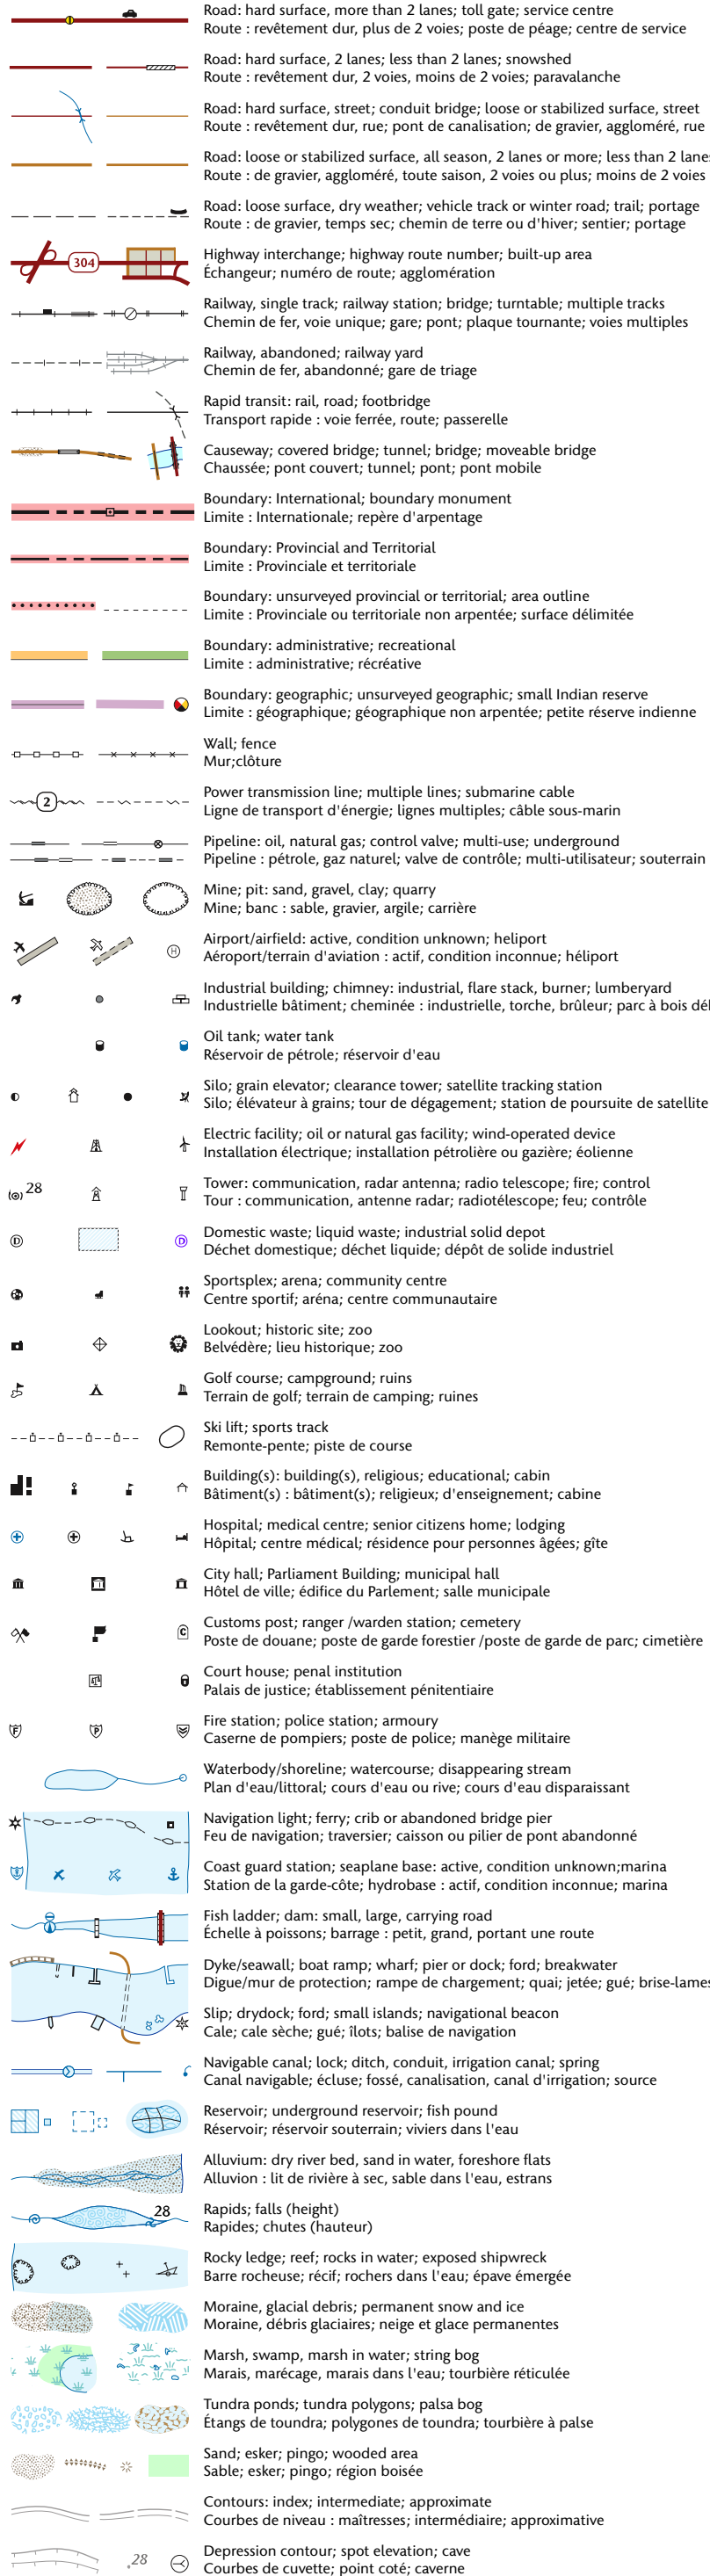 Road: hard surface, more than 2 lanes; toll gate; service centre
Route : revêtement dur, plus de 2 voies; poste de péage; centre de service
Road: hard surface, 2 lanes; less than 2 lanes; snowshed
Route : revêtement dur, 2 voies, moins de 2 voies; paravalanche
Road: hard surface, street; conduit bridge; loose or stabilized surface, street
Route : revêtement dur, rue; pont de canalisation; de gravier, aggloméré, rue
Road: loose or stabilized surface, all season, 2 lanes or more; less than 2 lane
Route : de gravier, aggloméré, toute saison, 2 voies ou plus; moins de 2 voies
Road: loose surface, dry weather; vehicle track or winter road; trail; portage
Route : de gravier, temps sec; chemin de terre ou d'hiver; sentier; portage
304
Highway interchange; highway route number; built-up area
Échangeur; numéro de route; agglomération
Railway, single track; railway station; bridge; turntable; multiple tracks
Chemin de fer, voie unique; gare; pont; plaque tournante; voies multiples
Railway, abandoned; railway yard
Chemin de fer, abandonné; gare de triage
Rapid transit: rail, road; footbridge
Transport rapide : voie ferrée, route; passerelle
Causeway; covered bridge; tunnel; bridge; moveable bridge
Chaussée; pont couvert; tunnel; pont; pont mobile
Boundary: International; boundary monument
Limite : Internationale; repère d'arpentage
Boundary: Provincial and Territorial
Limite : Provinciale et territoriale
Boundary: unsurveyed provincial or territorial; area outline
Limite : Provinciale ou territoriale non arpentée; surface délimitée
Boundary: administrative; recreational
Limite : administrative; récréative
Boundary: geographic; unsurveyed geographic; small Indian reserve
Limite : géographique; géographique non arpentée; petite réserve indienne
Wall; fence
Mur;clôture
2
Power transmission line; multiple lines; submarine cable
Ligne de transport d'énergie; lignes multiples; câble sous-marin
Pipeline: oil, natural gas; control valve; multi-use; underground
Pipeline : pétrole, gaz naturel; valve de contrôle; multi-utilisateur; souterrain
Mine; pit: sand, gravel, clay; quarry
Mine; banc : sable, gravier, argile; carrière
H
Airport/airfield: active, condition unknown; heliport
Aéroport/terrain d'aviation : actif, condition inconnue; héliport
Industrial building; chimney: industrial, flare stack, burner; lumberyard
Industrielle bâtiment; cheminée : industrielle, torche, brûleur; parc à bois dél
Oil tank; water tank
Réservoir de pétrole; réservoir d'eau
Silo; grain elevator; clearance tower; satellite tracking station
Silo; élévateur à grains; tour de dégagement; station de poursuite de satellite
Electric facility; oil or natural gas facility; wind-operated device
Installation électrique; installation pétrolière ou gazière; éolienne
28
Tower: communication, radar antenna; radio telescope; fire; control
Tour : communication, antenne radar; radiotélescope; feu; contrôle
D D
Domestic waste; liquid waste; industrial solid depot
Déchet domestique; déchet liquide; dépôt de solide industriel
Sportsplex; arena; community centre
Centre sportif; aréna; centre communautaire
Lookout; historic site; zoo
Belvédère; lieu historique; zoo
Golf course; campground; ruins
Terrain de golf; terrain de camping; ruines
Ski lift; sports track
Remonte-pente; piste de course
Building(s): building(s), religious; educational; cabin
Bâtiment(s) : bâtiment(s); religieux; d'enseignement; cabine
Hospital; medical centre; senior citizens home; lodging
Hôpital; centre médical; résidence pour personnes âgées; gîte
City hall; Parliament Building; municipal hall
Hôtel de ville; édifice du Parlement; salle municipale
C
Customs post; ranger /warden station; cemetery
Poste de douane; poste de garde forestier /poste de garde de parc; cimetière
Court house; penal institution
Palais de justice; établissement pénitentiaire
F P
Fire station; police station; armoury
Caserne de pompiers; poste de police; manège militaire
Waterbody/shoreline; watercourse; disappearing stream
Plan d'eau/littoral; cours d'eau ou rive; cours d'eau disparaissant
Navigation light; ferry; crib or abandoned bridge pier
Feu de navigation; traversier; caisson ou pilier de pont abandonné
Coast guard station; seaplane base: active, condition unknown;marina
Station de la garde-côte; hydrobase : actif, condition inconnue; marina
Fish ladder; dam: small, large, carrying road
Échelle à poissons; barrage : petit, grand, portant une route
Dyke/seawall; boat ramp; wharf; pier or dock; ford; breakwater
Digue/mur de protection; rampe de chargement; quai; jetée; gué; brise-lames
Slip; drydock; ford; small islands; navigational beacon
Cale; cale sèche; gué; îlots; balise de navigation
Navigable canal; lock; ditch, conduit, irrigation canal; spring
Canal navigable; écluse; fossé, canalisation, canal d'irrigation; source
Reservoir; underground reservoir; fish pound
Réservoir; réservoir souterrain; viviers dans l'eau
Alluvium: dry river bed, sand in water, foreshore flats
Alluvion : lit de rivière à sec, sable dans l'eau, estrans
28
Rapids; falls (height)
Rapides; chutes (hauteur)
Rocky ledge; reef; rocks in water; exposed shipwreck
Barre rocheuse; récif; rochers dans l'eau; épave émergée
Moraine, glacial debris; permanent snow and ice
Moraine, débris glaciaires; neige et glace permanentes
Marsh, swamp, marsh in water; string bog
Marais, marécage, marais dans l'eau; tourbière réticulée
Tundra ponds; tundra polygons; palsa bog
Étangs de toundra; polygones de toundra; tourbière à palse
Sand; esker; pingo; wooded area
Sable; esker; pingo; région boisée
Contours: index; intermediate; approximate
Courbes de niveau : maîtresses; intermédiaire; approximative
28
Depression contour; spot elevation; cave
Courbes de cuvette; point coté; caverne